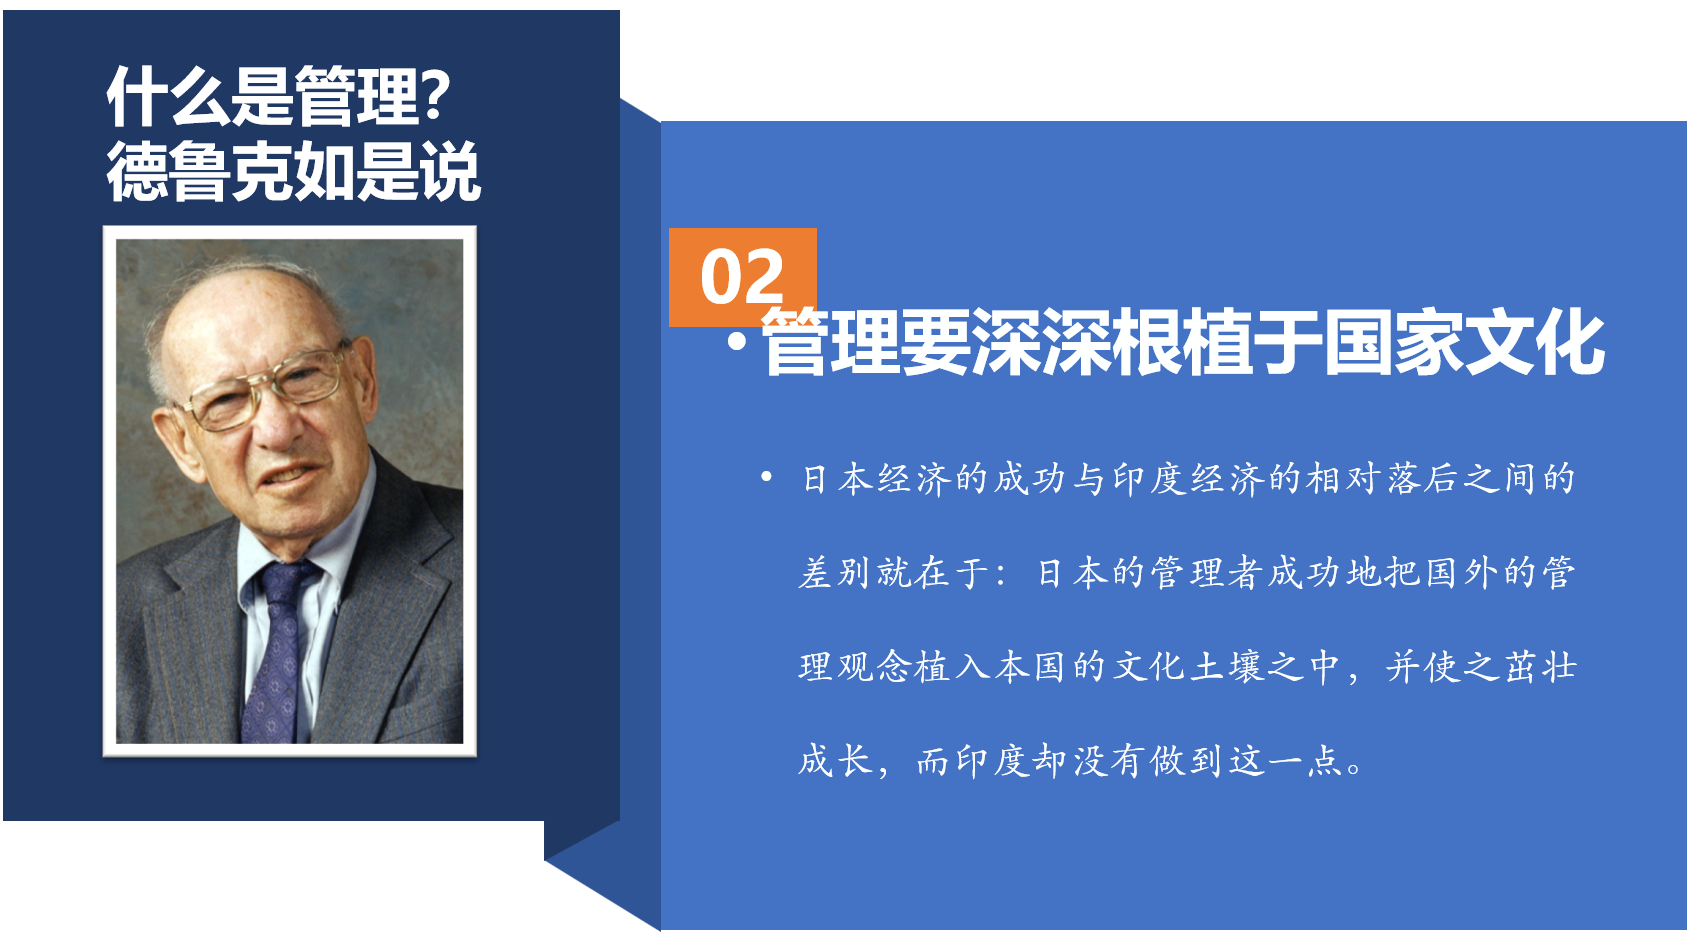 什么是管理？
德鲁克如是说
02
•管理要深深根植于国家文化
• 日本经济的成功与印度经济的相对落后之间的
差别就在于：日本的管理者成功地把国外的管
理观念植入本国的文化土壤之中，并使之茁壮
成长，而印度却没有做到这一点。